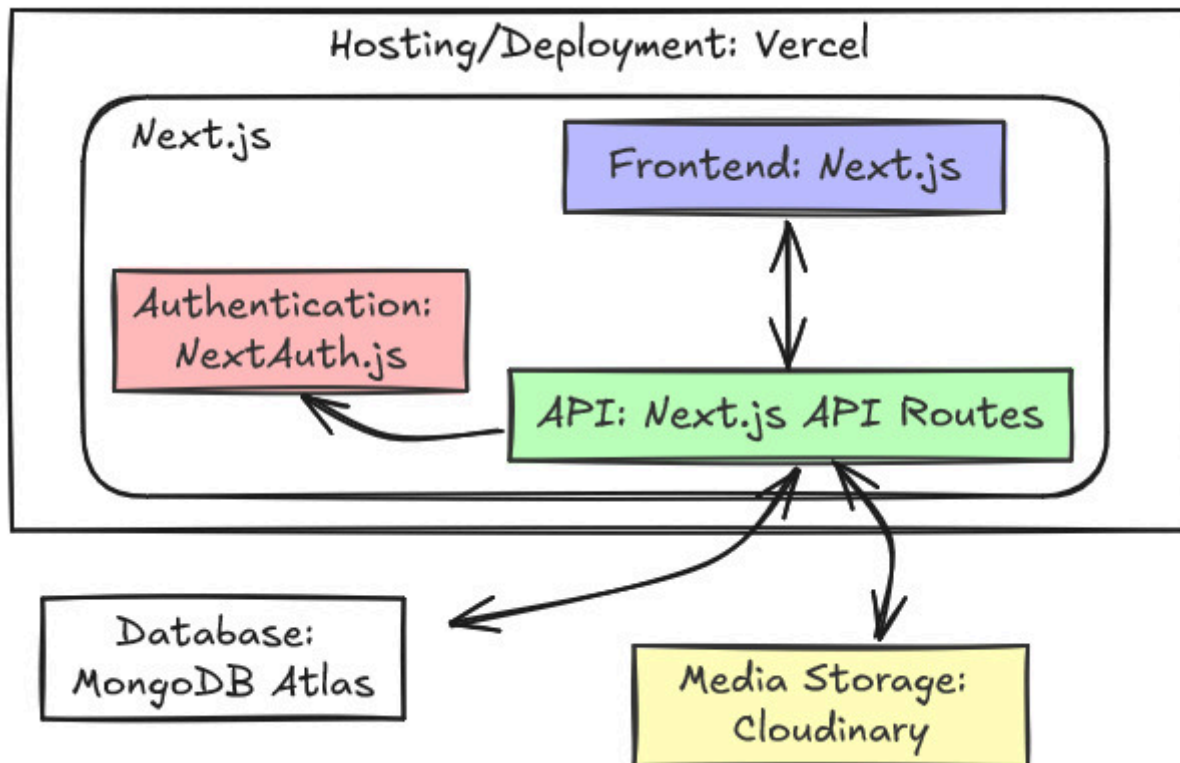 Hosting/Deployment: Vercel
Next.js
Frontend: Next.js
Authentication:
NextAuth.js
API: Next.js API Routes
Database:
MongoDB Atlas
Media Storage:
Cloudinary